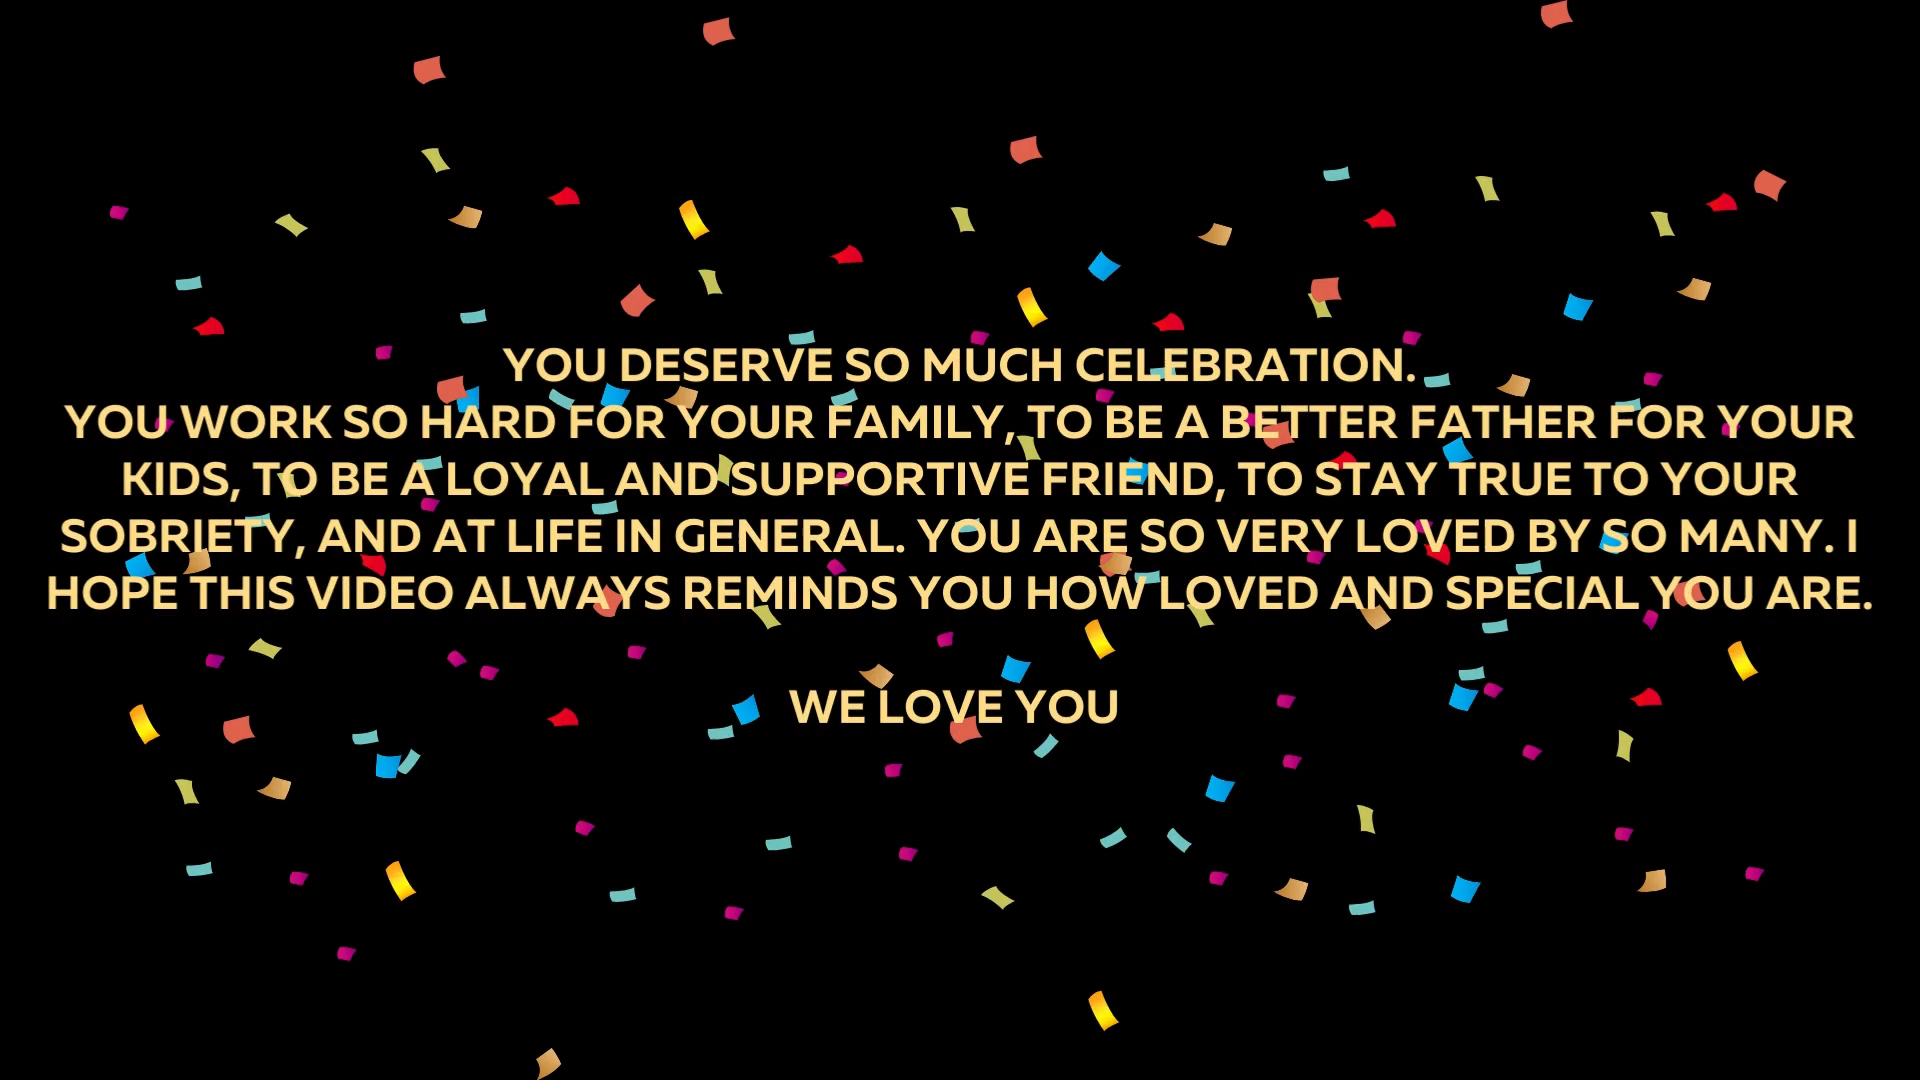 YOU DESERVE SO MUCH CELEBRATION.
YOU WORK SO HARD FOR YOUR FAMILY, TO BE A BETTER FATHER FOR YOUR
KIDS, TO BE A LOYAL AND SUPPORTIVE FRIEND, TO STAY TRUE TO YOUR
SOBRIETY, AND AT LIFE IN GENERAL. YOU ARE SO VERY LOVED BY SO MANY. I
HOPE THIS VIDEO ALWAYS REMINDS YOU HOW LOVED AND SPECIAL YOU ARE.
WE LOVE YOU